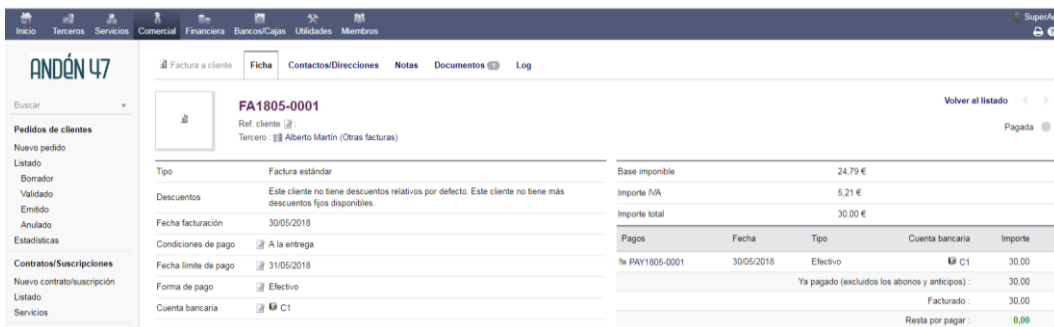 Inicio Terceros Servicios Comercial Financiera Bancos/Cajas Utilidades Miembros
ANDÉN 47
Buscar
Pedidos de clientes
Nuevo pedido
Listado
Borrador
Validado
Emitido
Anulado
Estadísticas
Contratos/Suscripciones
Nuevo contrato/suscripción
Listado
Servicios
Factura a cliente Ficha Contactos/Direcciones Notas Documentos 1 Log
FA1805-0001
Ref. cliente :
Tercero : Alberto Martín (Otras facturas)
Volver al listado < >
Pagada
Tipo Factura estándar
Descuentos Este cliente no tiene descuentos relativos por defecto. Este cliente no tiene más
descuentos fijos disponibles.
Fecha facturación 30/05/2018
Condiciones de pago A la entrega
Fecha límite de pago 31/05/2018
Forma de pago Efectivo
Cuenta bancaria C1
Base imponible 24,79 €
Importe IVA 5,21 €
Importe total 30,00 €
Pagos Fecha Tipo Cuenta bancaria Importe
PAY1805-0001 30/05/2018 Efectivo C1 30,00
Ya pagado (excluidos los abonos y anticipos) : 30,00
Facturado : 30,00
Resta por pagar : 0,00